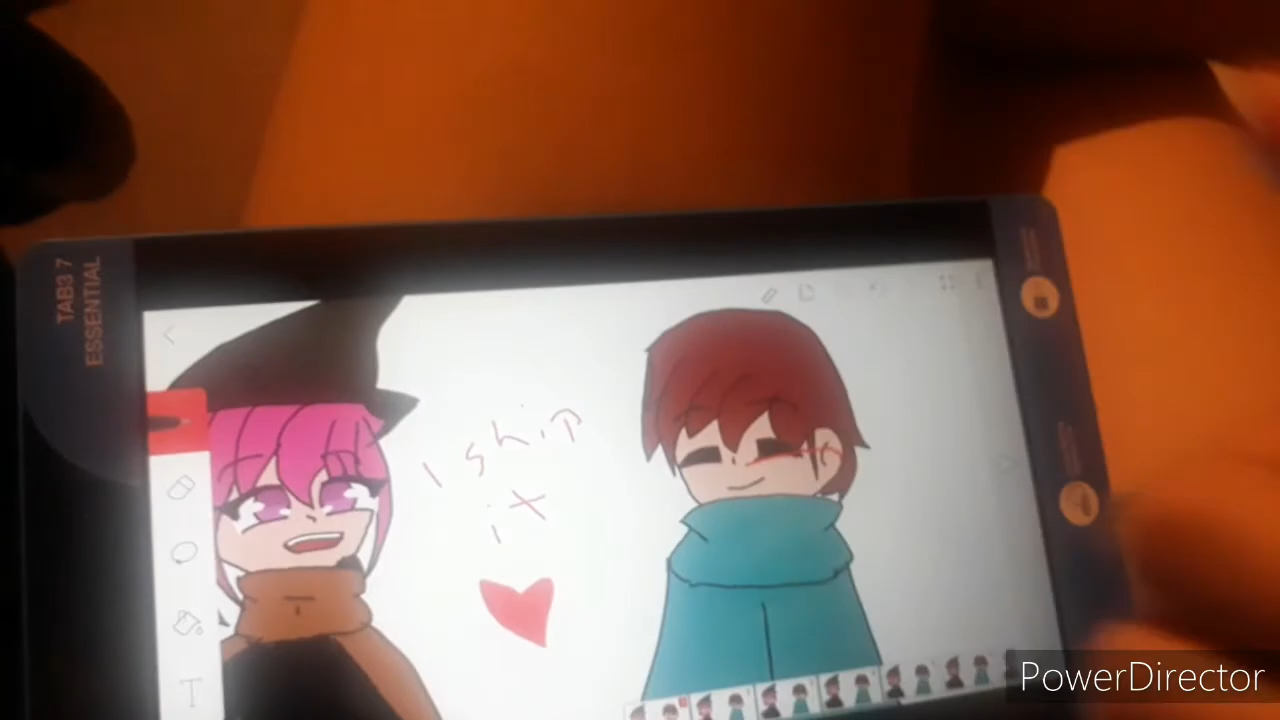 TAB3 7
ESSENTIAL
I ship
it
T
PowerDirector